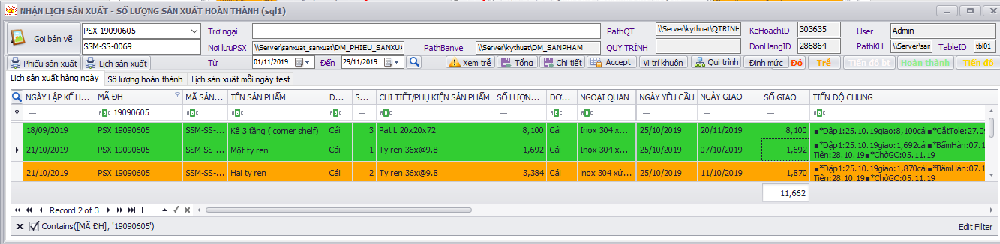 NHẬN LỊCH SẢN XUẤT - SỐ LƯỢNG SẢN XUẤT HOÀN THÀNH (sql1)
Gọi bản vẽ
PSX 19090605
SSM-SS-0069
Trở ngại
Nơi lưuPSX
\\Server\sanxuat_sanxuat\DM_PHIEU_SANXUA
PathBanve
\\Server\kythuat\DM_SANPHAM
PathQT
\\Server\kythuat\QTRINH
QUY TRÌNH
KeHoachID
303635
DonHangID
286864
User
Admin
PathKH
\\Server\san
TableID
tbl01
Phiếu sản xuất
Lịch sản xuất
Từ
01/11/2019
Đến
29/11/2019
Xem trễ
Tổng
Chi tiết
Accept
Vi trí khuôn
Qui trình
Định mức
Đỏ
Trễ
Tiến độ bt
Hoàn thành
Tiến độ
Lịch sản xuất hàng ngày
Số lượng hoàn thành
Lịch sản xuất mỗi ngày test
NGÀY LẬP KẾ H... MÃ ĐH MÃ SẢN... TÊN SẢN PHẨM Đ... S... CHI TIẾT/PHỤ KIỆN SẢN PHẨM SỐ LƯỢN... ĐƠ... NGOẠI QUAN NGÀY YÊU CẦU NGÀY GIAO SỐ GIAO TIẾN ĐỘ CHUNG
= ABC 19090605 ABC ABC ABC = ABC = ABC ABC = = = ABC
18/09/2019 PSX 19090605 SSM-SS-... Kệ 3 tầng ( corner shelf) Cái 3 Pat L 20x20x72 8,100 Cái Inox 304 x... 25/10/2019 20/11/2019 8,100 ■*Dập1:25.10.19giao:8,100cái■*CắtTole:27.09
21/10/2019 PSX 19090605 SSM-SS-... Một ty ren Cái 1 Ty ren 36x@9.8 1,692 Cái Inox 304 x... 25/10/2019 07/10/2019 1,692 ■*Dập1:25.10.19giao:1,692cái■*BấmHàn:07.1
Tiện:28.10.19■*ChờGC:05.11.19
21/10/2019 PSX 19090605 SSM-SS-... Hai ty ren Cái 2 Ty ren 36x@9.8 3,384 Cái inox 304 xứ... 25/10/2019 11/10/2019 1,870 ■*Dập1:25.10.19giao:1,870cái■*BấmHàn:07.1
Tiện:28.10.19■*ChờGC:05.11.19
11,662
Record 2 of 3
Contains([MÃ ĐH], '19090605')
Edit Filter